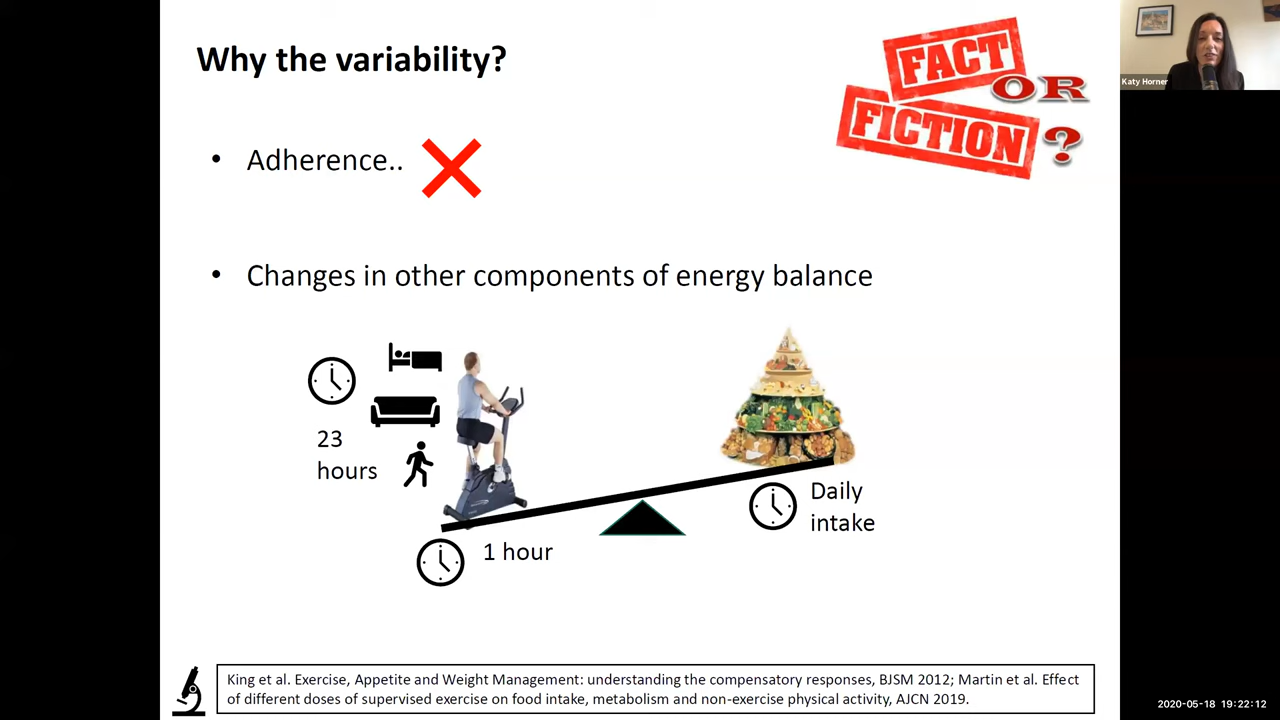 Why the variability?
FACT
OR
FICTION
?
Katy Horner
• Adherence..
• Changes in other components of energy balance
23
hours
Daily
intake
1 hour
King et al. Exercise, Appetite and Weight Management: understanding the compensatory responses, BJSM 2012; Martin et al. Effect
of different doses of supervised exercise on food intake, metabolism and non-exercise physical activity, AJCN 2019.
2020-05-18 19:22:12